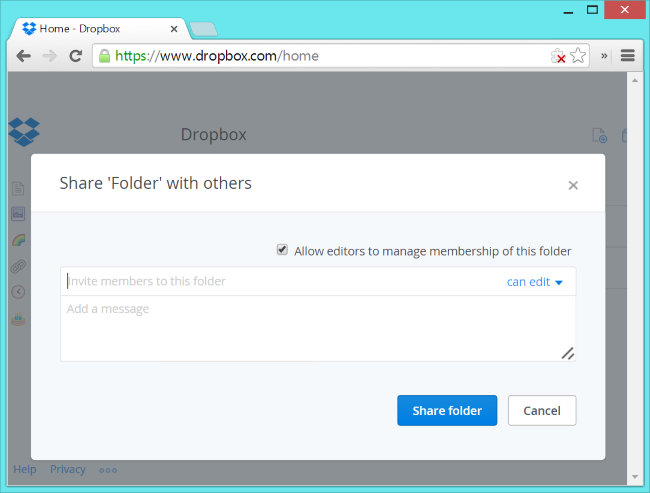 Home - Dropbox
https://www.dropbox.com/home
Dropbox
Share 'Folder' with others
Allow editors to manage membership of this folder
Invite members to this folder
can edit
Add a message
Share folder
Cancel
Help Privacy